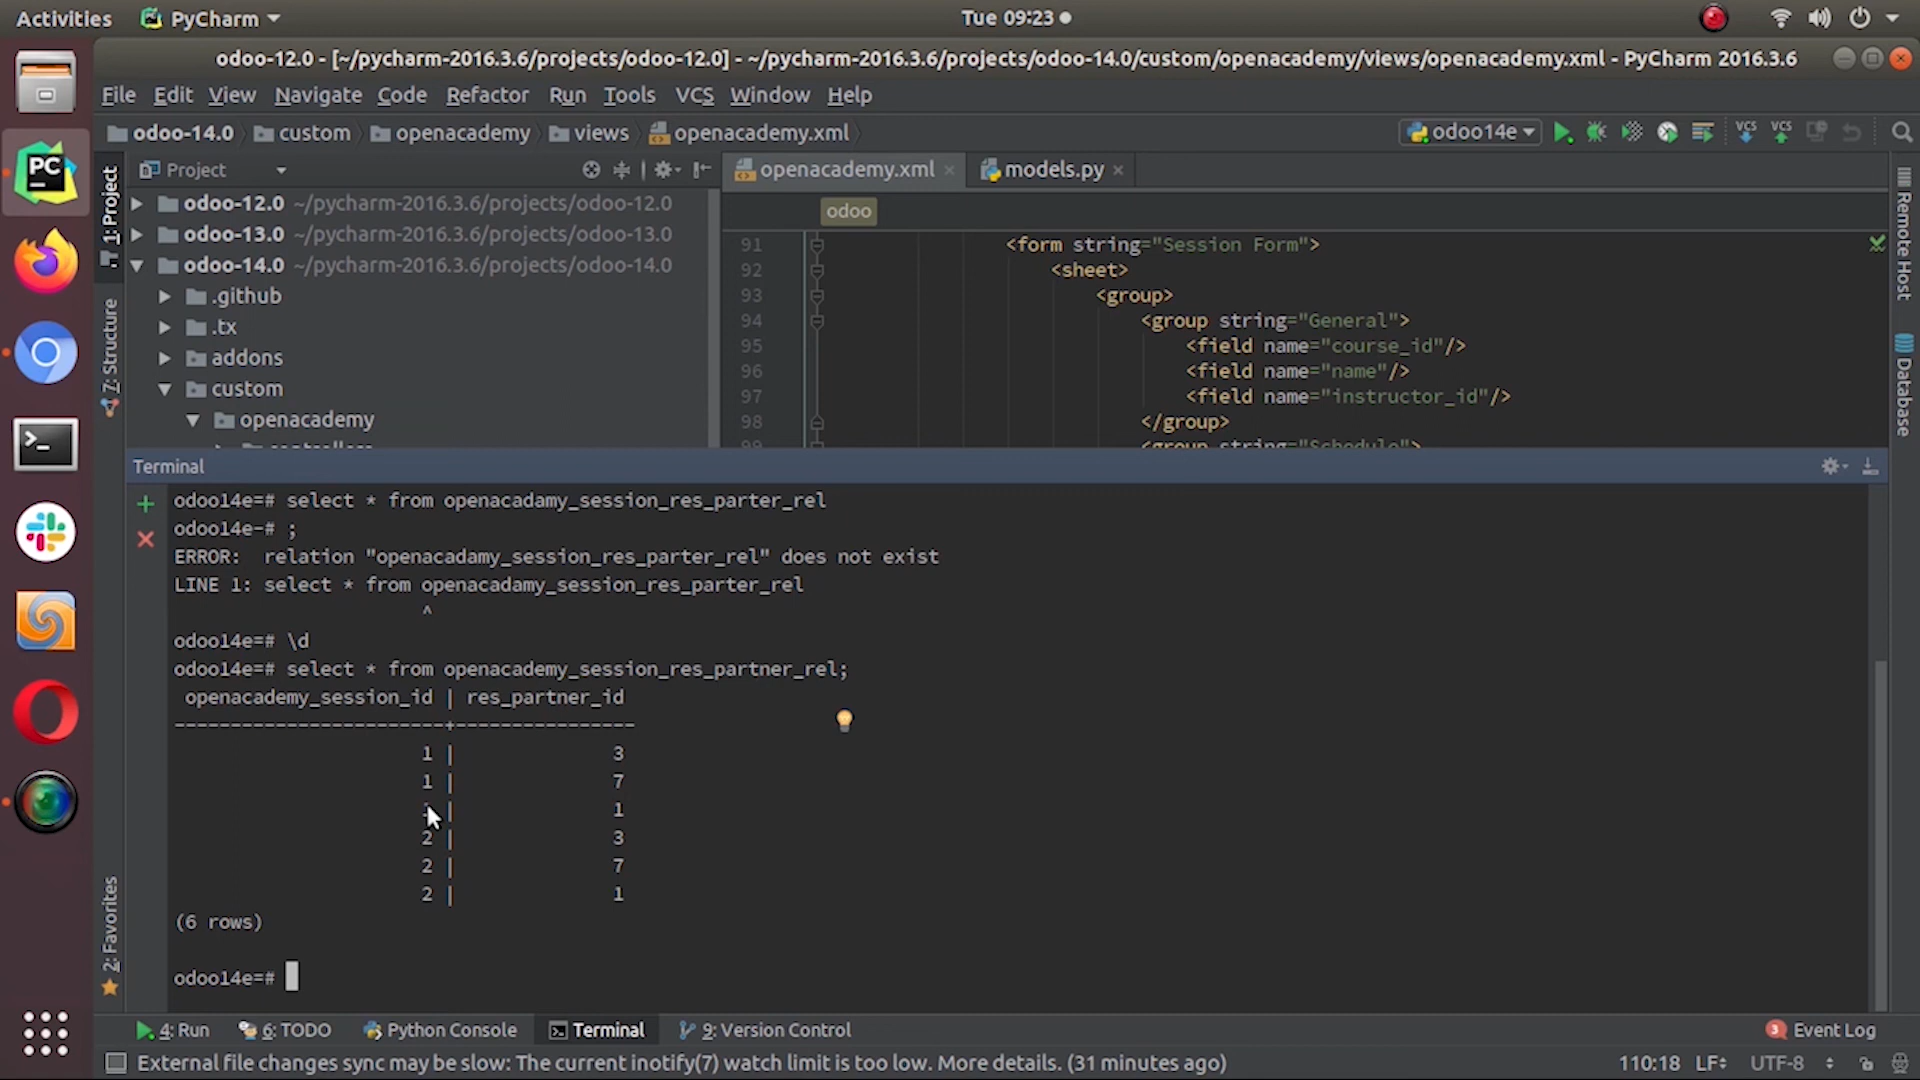 Activities PyCharm Tue 09:23
odoo-12.0 - [~/pycharm-2016.3.6/projects/odoo-12.0] - ~/pycharm-2016.3.6/projects/odoo-14.0/custom/openacademy/views/openacademy.xml - PyCharm 2016.3.6
File Edit View Navigate Code Refactor Run Tools VCS Window Help
odoo-14.0 custom openacademy views openacademy.xml odoo14e VCS VCS
1: Project
7: Structure
2: Favorites
Project
odoo-12.0 ~/pycharm-2016.3.6/projects/odoo-12.0
odoo-13.0 ~/pycharm-2016.3.6/projects/odoo-13.0
odoo-14.0 ~/pycharm-2016.3.6/projects/odoo-14.0
.github
.tx
addons
custom
openacademy
controllers
openacademy.xml models.py
odoo
91 <form string="Session Form">
92 <sheet>
93 <group>
94 <group string="General">
95 <field name="course_id"/>
96 <field name="name"/>
97 <field name="instructor_id"/>
98 </group>
99 <group string="Schedule">
Remote Host
Database
Terminal
odoo14e=# select * from openacadamy_session_res_parter_rel
odoo14e-# ;
ERROR: relation "openacadamy_session_res_parter_rel" does not exist
LINE 1: select * from openacadamy_session_res_parter_rel
^
odoo14e=# \d
odoo14e=# select * from openacademy_session_res_partner_rel;
openacademy_session_id | res_partner_id
------------------------+----------------
1 | 3
1 | 7
| 1
2 | 3
2 | 7
2 | 1
(6 rows)
odoo14e=#
4: Run 6: TODO Python Console Terminal 9: Version Control 3 Event Log
External file changes sync may be slow: The current inotify(7) watch limit is too low. More details. (31 minutes ago) 110:18 LF UTF-8